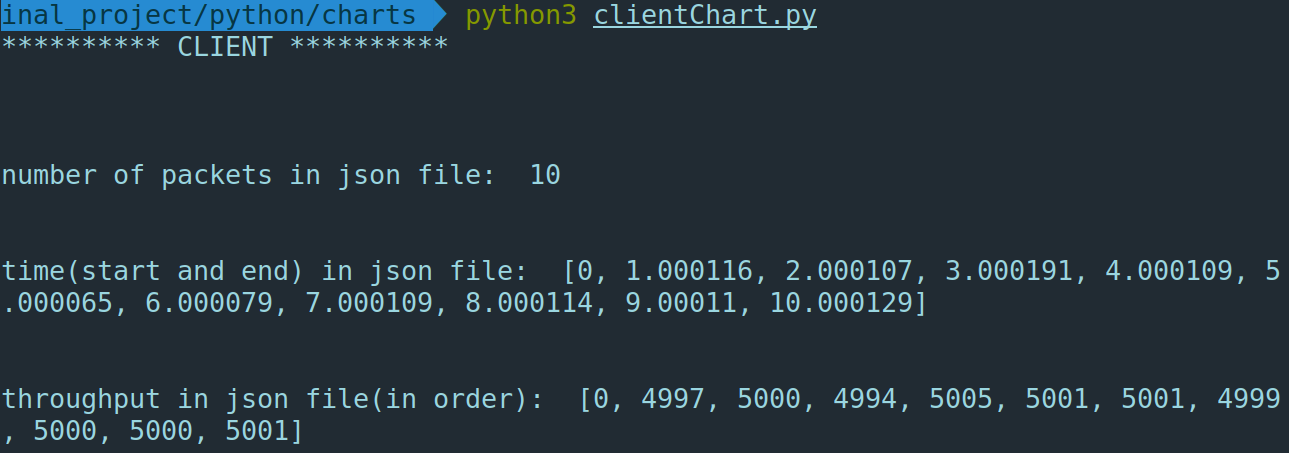 inal_project/python/charts python3 clientChart.py
********** CLIENT **********
number of packets in json file:  10
time(start and end) in json file:  [0, 1.000116, 2.000107, 3.000191, 4.000109, 5
.000065, 6.000079, 7.000109, 8.000114, 9.00011, 10.000129]
throughput in json file(in order):  [0, 4997, 5000, 4994, 5005, 5001, 5001, 4999
, 5000, 5000, 5001]